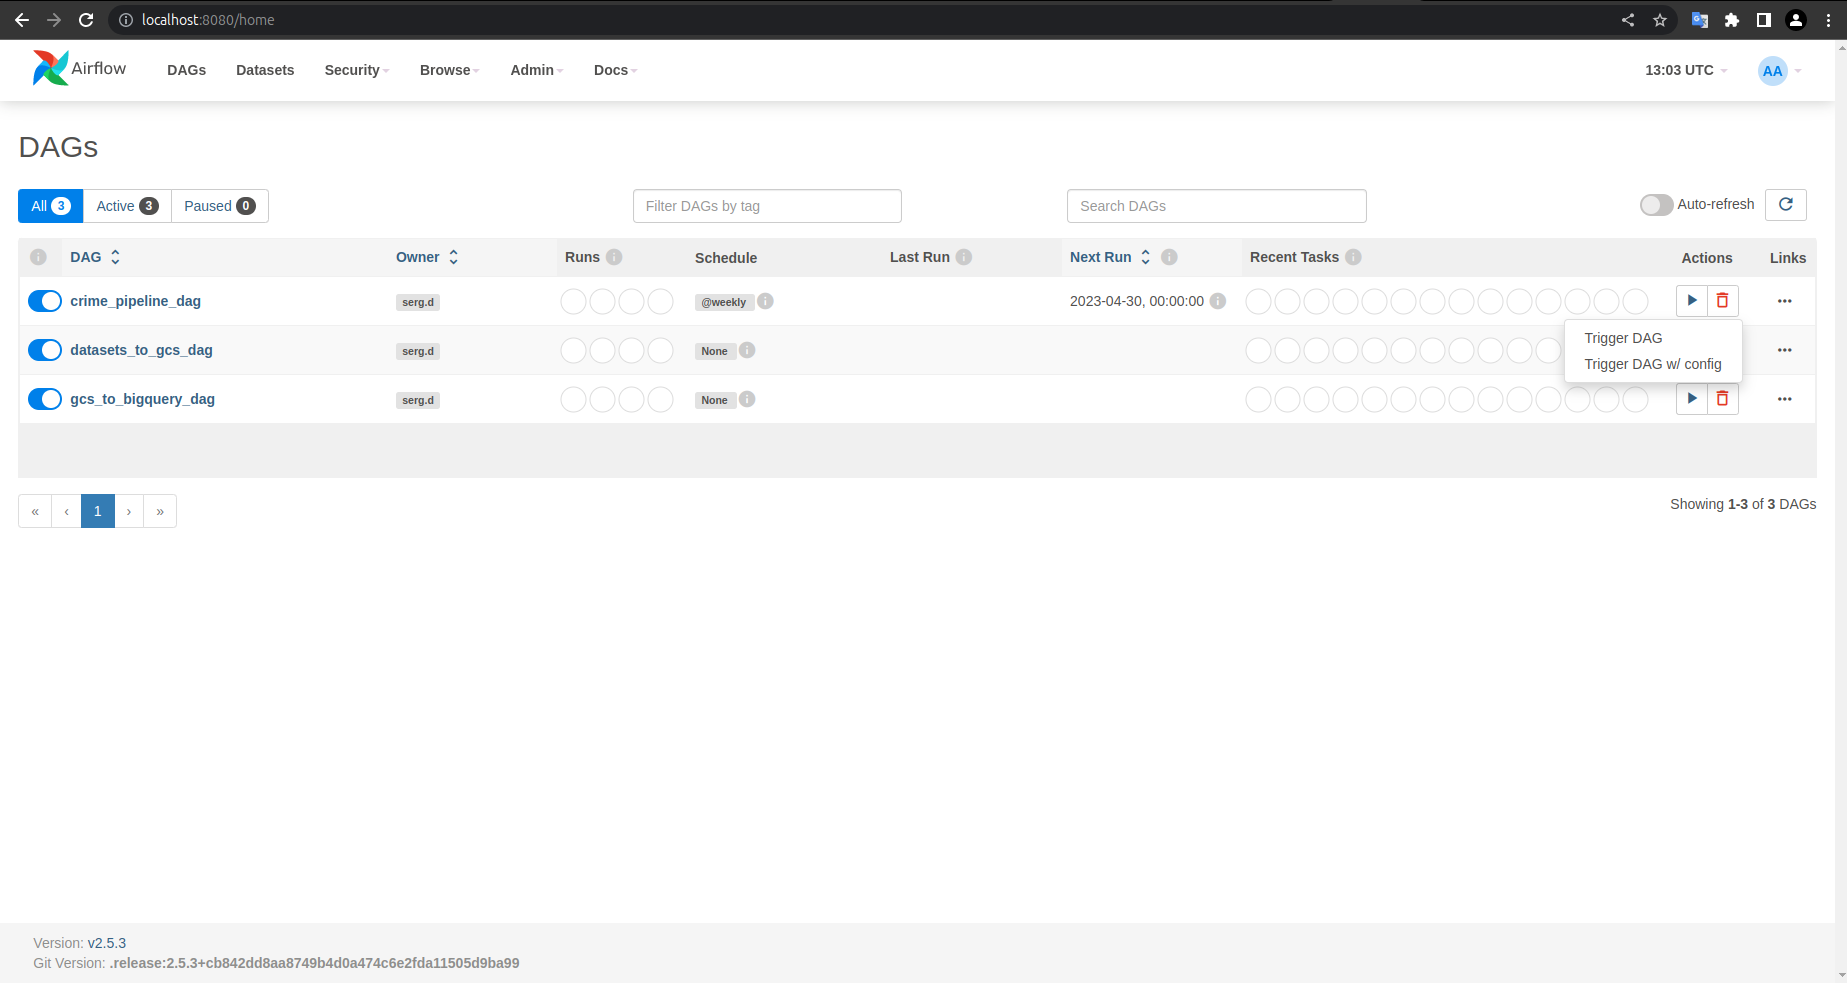 localhost:8080/home
Airflow DAGs Datasets Security Browse Admin Docs 13:03 UTC AA
DAGs
All 3 Active 3 Paused 0 Filter DAGs by tag Search DAGs Auto-refresh
DAG Owner Runs Schedule Last Run Next Run Recent Tasks Actions Links
crime_pipeline_dag serg.d @weekly 2023-04-30, 00:00:00
Trigger DAG
datasets_to_gcs_dag serg.d None
Trigger DAG w/ config
gcs_to_bigquery_dag serg.d None
« ‹ 1 › » Showing 1-3 of 3 DAGs
Version: v2.5.3
Git Version: .release:2.5.3+cb842dd8aa8749b4d0a474c6e2fda11505d9ba99